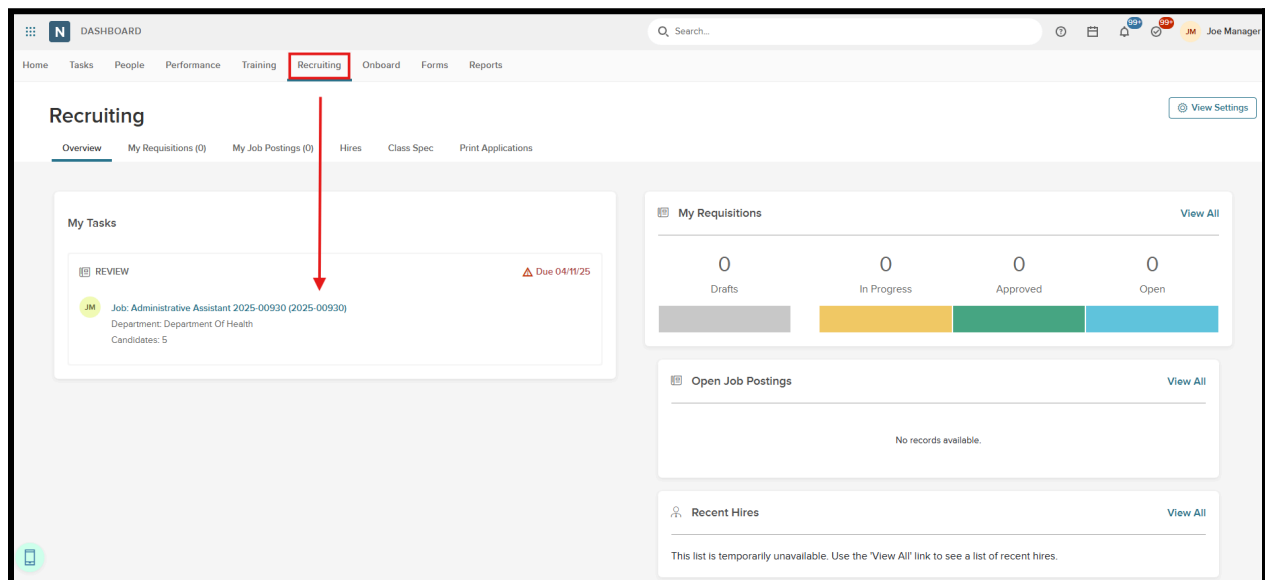 N DASHBOARD
Search...
99+
99+
JM Joe Manager
Home Tasks People Performance Training Recruiting Onboard Forms Reports
Recruiting
View Settings
Overview My Requisitions (0) My Job Postings (0) Hires Class Spec Print Applications
My Tasks
REVIEW
Due 04/11/25
JM
Job: Administrative Assistant 2025-00930 (2025-00930)
Department: Department Of Health
Candidates: 5
My Requisitions
View All
0 0 0 0
Drafts In Progress Approved Open
Open Job Postings
View All
No records available.
Recent Hires
View All
This list is temporarily unavailable. Use the 'View All' link to see a list of recent hires.